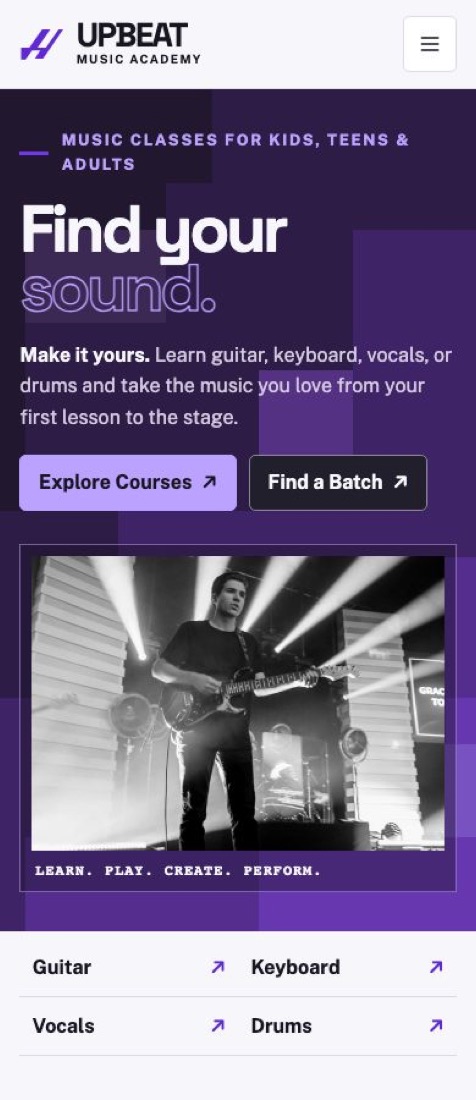 UPBEAT
MUSIC ACADEMY
MUSIC CLASSES FOR KIDS, TEENS &
ADULTS
Find your
sound.
Make it yours. Learn guitar, keyboard, vocals, or
drums and take the music you love from your
first lesson to the stage.
Explore Courses
Find a Batch
LEARN. PLAY. CREATE. PERFORM.
Guitar
Keyboard
Vocals
Drums